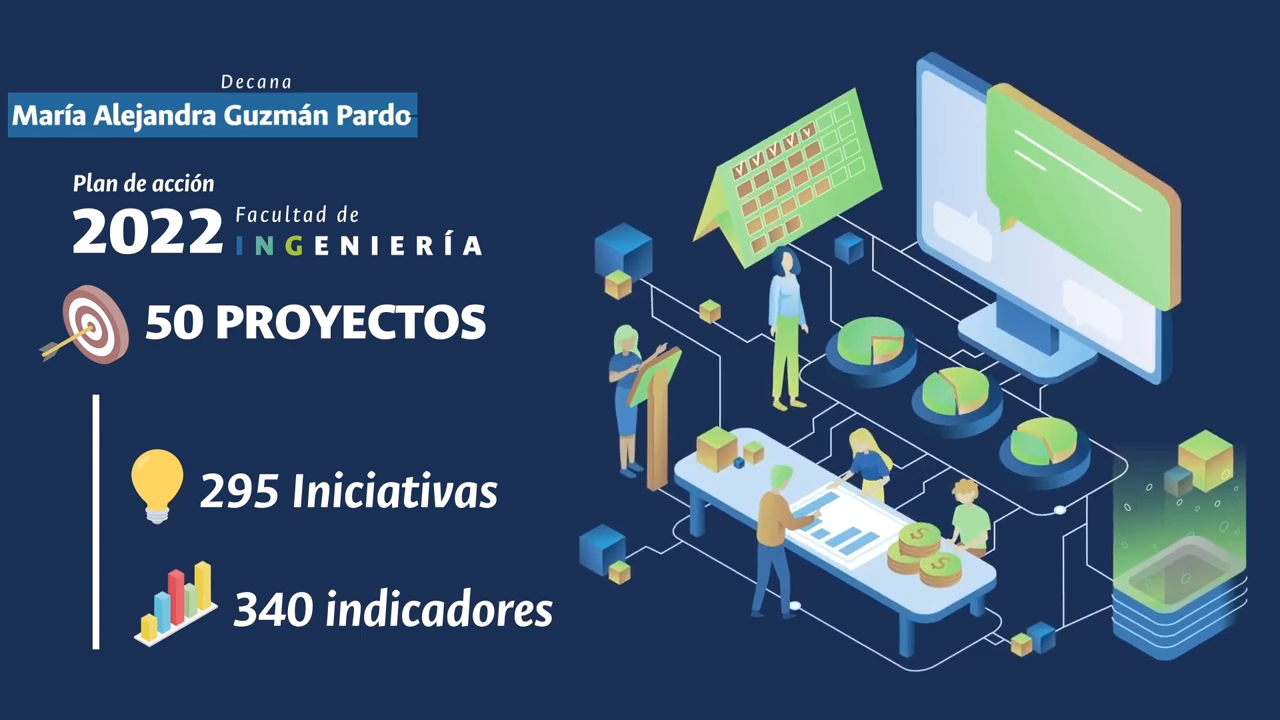 Decana
María Alejandra Guzmán Pardo
Plan de acción
2022 Facultad de
INGENIERÍA
50 PROYECTOS
295 Iniciativas
340 indicadores
$
$
$